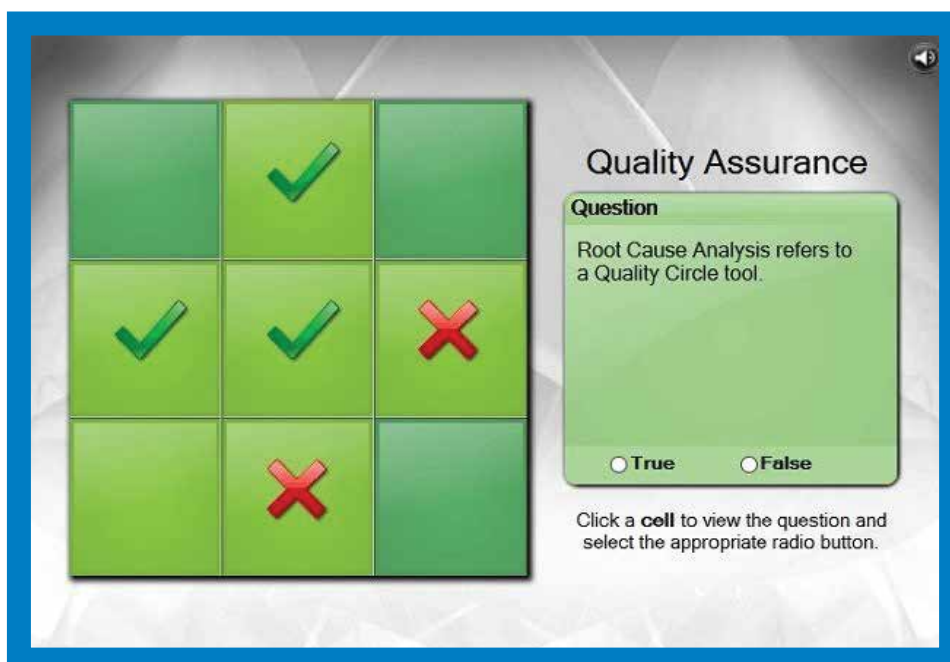 Quality Assurance
Question
Root Cause Analysis refers to
a Quality Circle tool.
True
False
Click a cell to view the question and
select the appropriate radio button.